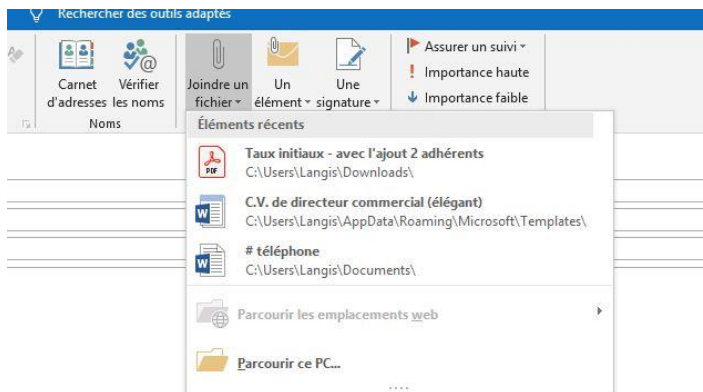 Rechercher des outils adaptés
Carnet d'adresses
Vérifier les noms
Joindre un fichier
Un élément
Une signature
Assurer un suivi
Importance haute
Importance faible
Noms
Éléments récents
Taux initiaux - avec l'ajout 2 adhérents
C:\Users\Langis\Downloads\
C.V. de directeur commercial (élégant)
C:\Users\Langis\AppData\Roaming\Microsoft\Templates\
# téléphone
C:\Users\Langis\Documents\
Parcourir les emplacements web
Parcourir ce PC...